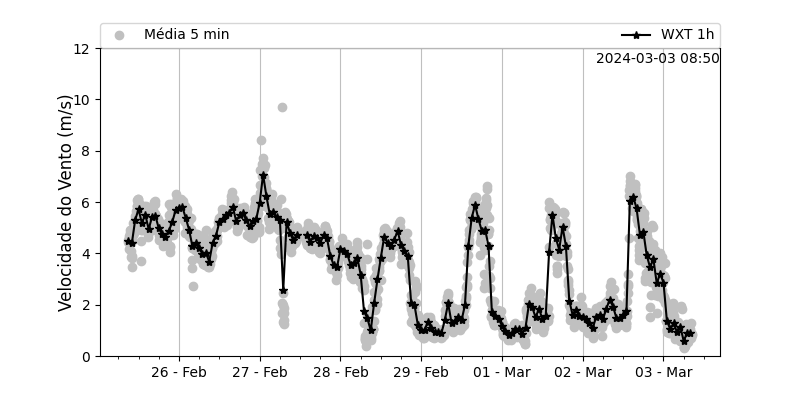 Média 5 min
WXT 1h
2024-03-03 08:50
Velocidade do Vento (m/s)
12
10
8
6
4
2
0
26 - Feb
27 - Feb
28 - Feb
29 - Feb
01 - Mar
02 - Mar
03 - Mar